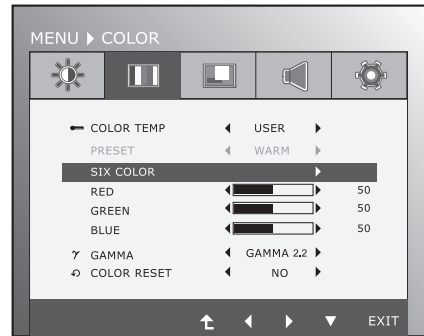 MENU ▶ COLOR
COLOR TEMP ◀ USER ▶
PRESET ◀ WARM ▶
SIX COLOR ▶
RED 50
GREEN 50
BLUE 50
γ GAMMA ◀ GAMMA 2.2 ▶
COLOR RESET ◀ NO ▶
EXIT